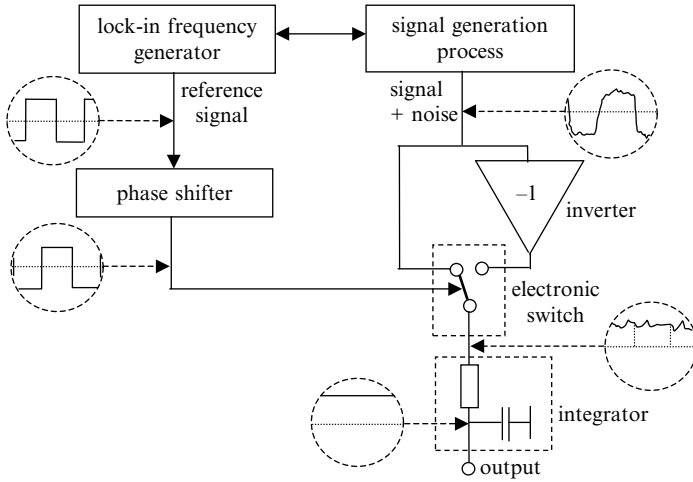 lock-in frequency
generator
signal generation
process
reference
signal
signal
+ noise
phase shifter
–1
inverter
electronic
switch
integrator
output